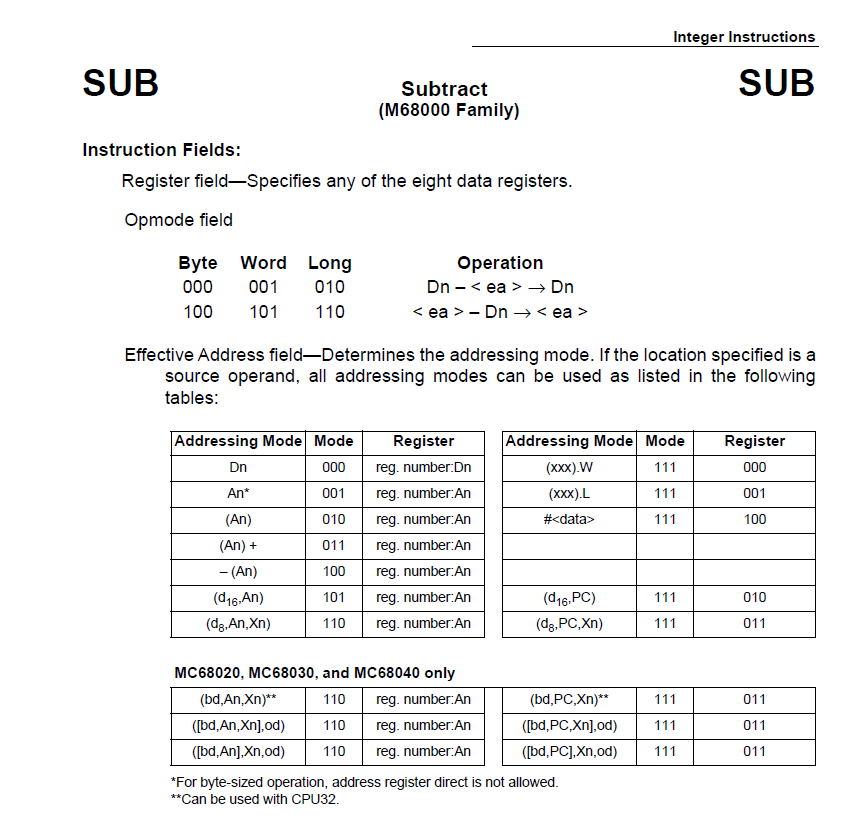 Integer Instructions
SUB Subtract SUB
(M68000 Family)
Instruction Fields:
Register field—Specifies any of the eight data registers.
Opmode field
Byte Word Long Operation
000 001 010 Dn – < ea > → Dn
100 101 110 < ea > – Dn → < ea >
Effective Address field—Determines the addressing mode. If the location specified is a
source operand, all addressing modes can be used as listed in the following
tables:
Addressing Mode Mode Register Addressing Mode Mode Register
Dn 000 reg. number:Dn (xxx).W 111 000
An* 001 reg. number:An (xxx).L 111 001
(An) 010 reg. number:An #<data> 111 100
(An) + 011 reg. number:An
– (An) 100 reg. number:An
(d16,An) 101 reg. number:An (d16,PC) 111 010
(d8,An,Xn) 110 reg. number:An (d8,PC,Xn) 111 011
MC68020, MC68030, and MC68040 only
(bd,An,Xn)** 110 reg. number:An (bd,PC,Xn)** 111 011
([bd,An,Xn],od) 110 reg. number:An ([bd,PC,Xn],od) 111 011
([bd,An],Xn,od) 110 reg. number:An ([bd,PC],Xn,od) 111 011
*For byte-sized operation, address register direct is not allowed.
**Can be used with CPU32.